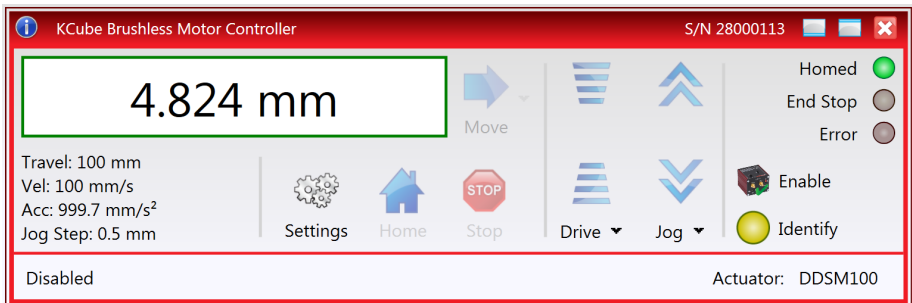 KCube Brushless Motor Controller
S/N 28000113
4.824 mm
Move
Homed
End Stop
Error
Travel: 100 mm
Vel: 100 mm/s
Acc: 999.7 mm/s²
Jog Step: 0.5 mm
Settings
Home
STOP
Stop
Drive
Jog
Enable
Identify
Disabled
Actuator: DDSM100